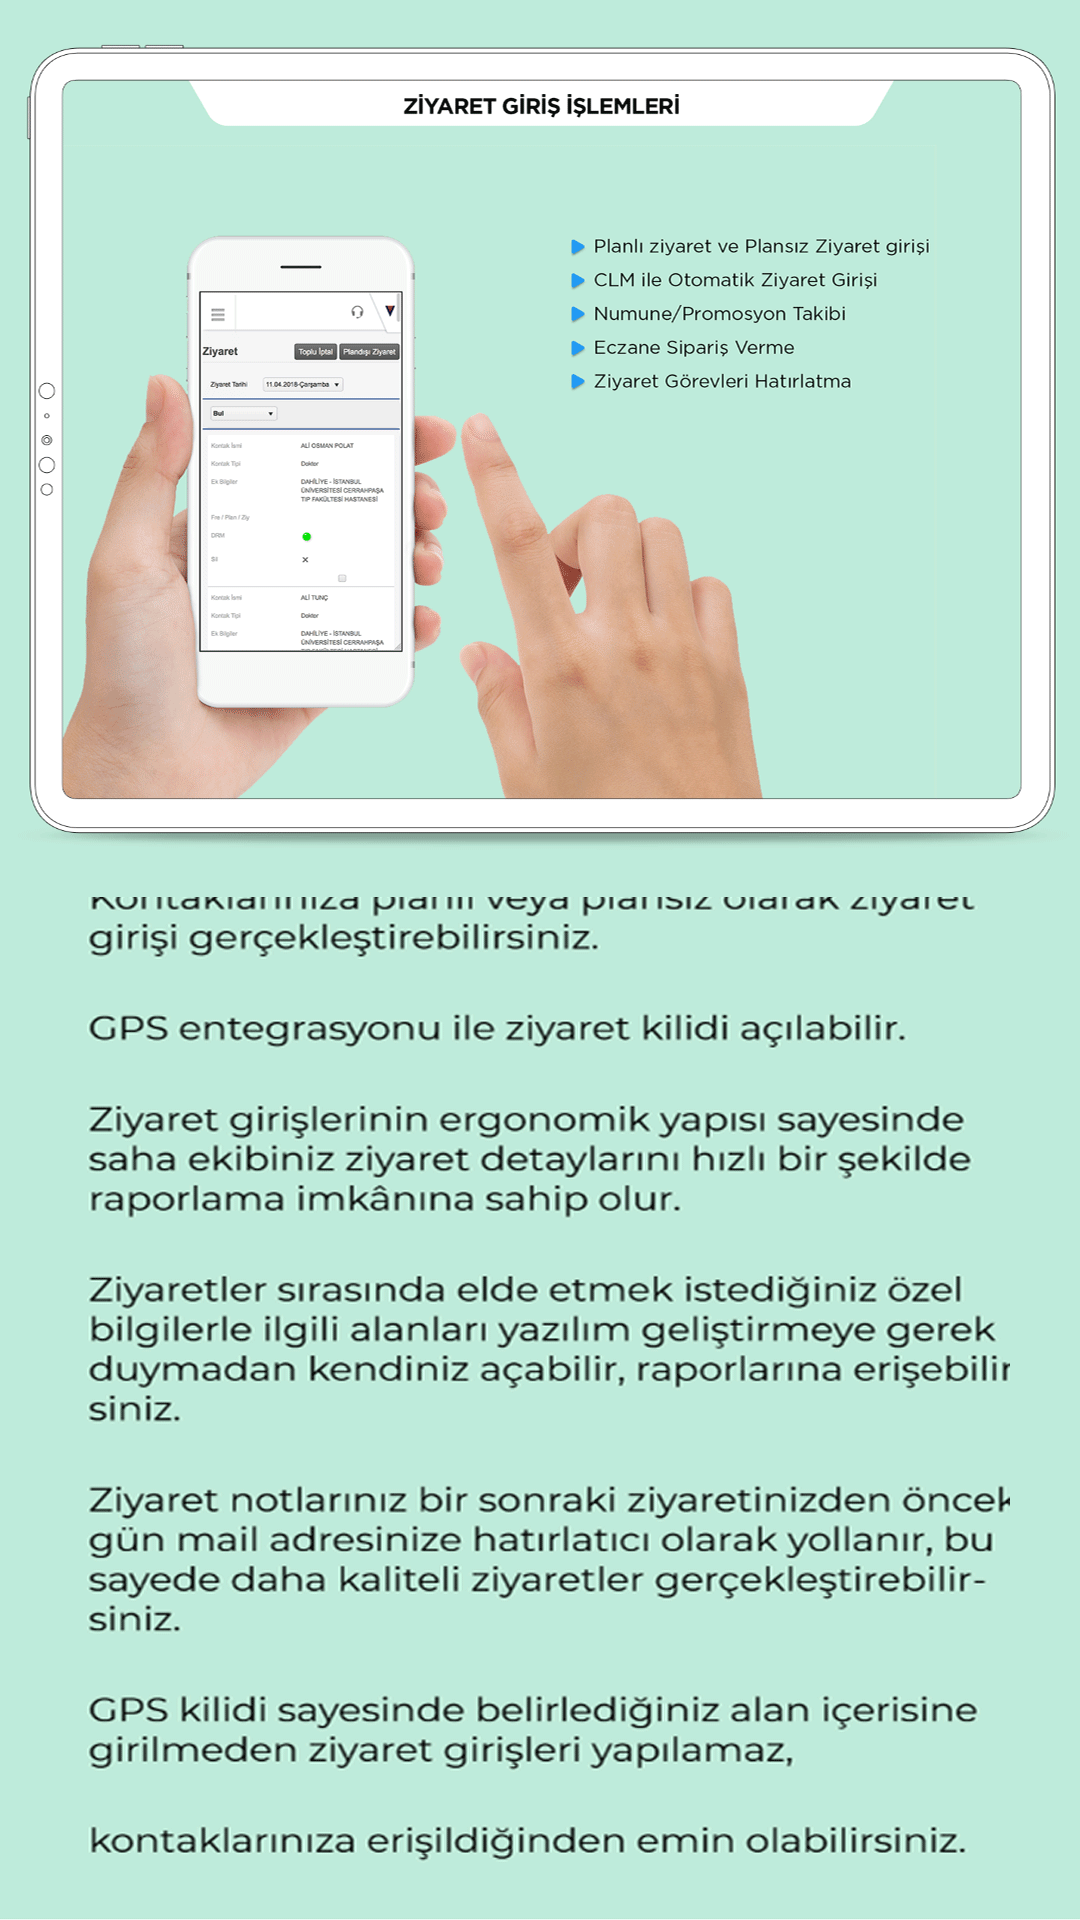 ZİYARET GİRİŞ İŞLEMLERİ
Planlı ziyaret ve Plansız Ziyaret girişi
CLM ile Otomatik Ziyaret Girişi
Numune/Promosyon Takibi
Eczane Sipariş Verme
Ziyaret Görevleri Hatırlatma
Ziyaret
Toplu İptal
Plandışı Ziyaret
Ziyaret Tarihi
11.04.2018-Çarşamba
Bul
Kontak İsmi ALİ OSMAN POLAT
Kontak Tipi Doktor
Ek Bilgiler DAHİLİYE - İSTANBUL
ÜNİVERSİTESİ CERRAHPAŞA
TIP FAKÜLTESİ HASTANESİ
Fre / Plan / Ziy
DRM
Sil
Kontak İsmi ALİ TUNÇ
Kontak Tipi Doktor
Ek Bilgiler DAHİLİYE - İSTANBUL
ÜNİVERSİTESİ CERRAHPAŞA
Kontaklarınıza planlı veya plansız olarak ziyaret
girişi gerçekleştirebilirsiniz.
GPS entegrasyonu ile ziyaret kilidi açılabilir.
Ziyaret girişlerinin ergonomik yapısı sayesinde
saha ekibiniz ziyaret detaylarını hızlı bir şekilde
raporlama imkânına sahip olur.
Ziyaretler sırasında elde etmek istediğiniz özel
bilgilerle ilgili alanları yazılım geliştirmeye gerek
duymadan kendiniz açabilir, raporlarına erişebilir
siniz.
Ziyaret notlarınız bir sonraki ziyaretinizden öncek
gün mail adresinize hatırlatıcı olarak yollanır, bu
sayede daha kaliteli ziyaretler gerçekleştirebilir-
siniz.
GPS kilidi sayesinde belirlediğiniz alan içerisine
girilmeden ziyaret girişleri yapılamaz,
kontaklarınıza erişildiğinden emin olabilirsiniz.